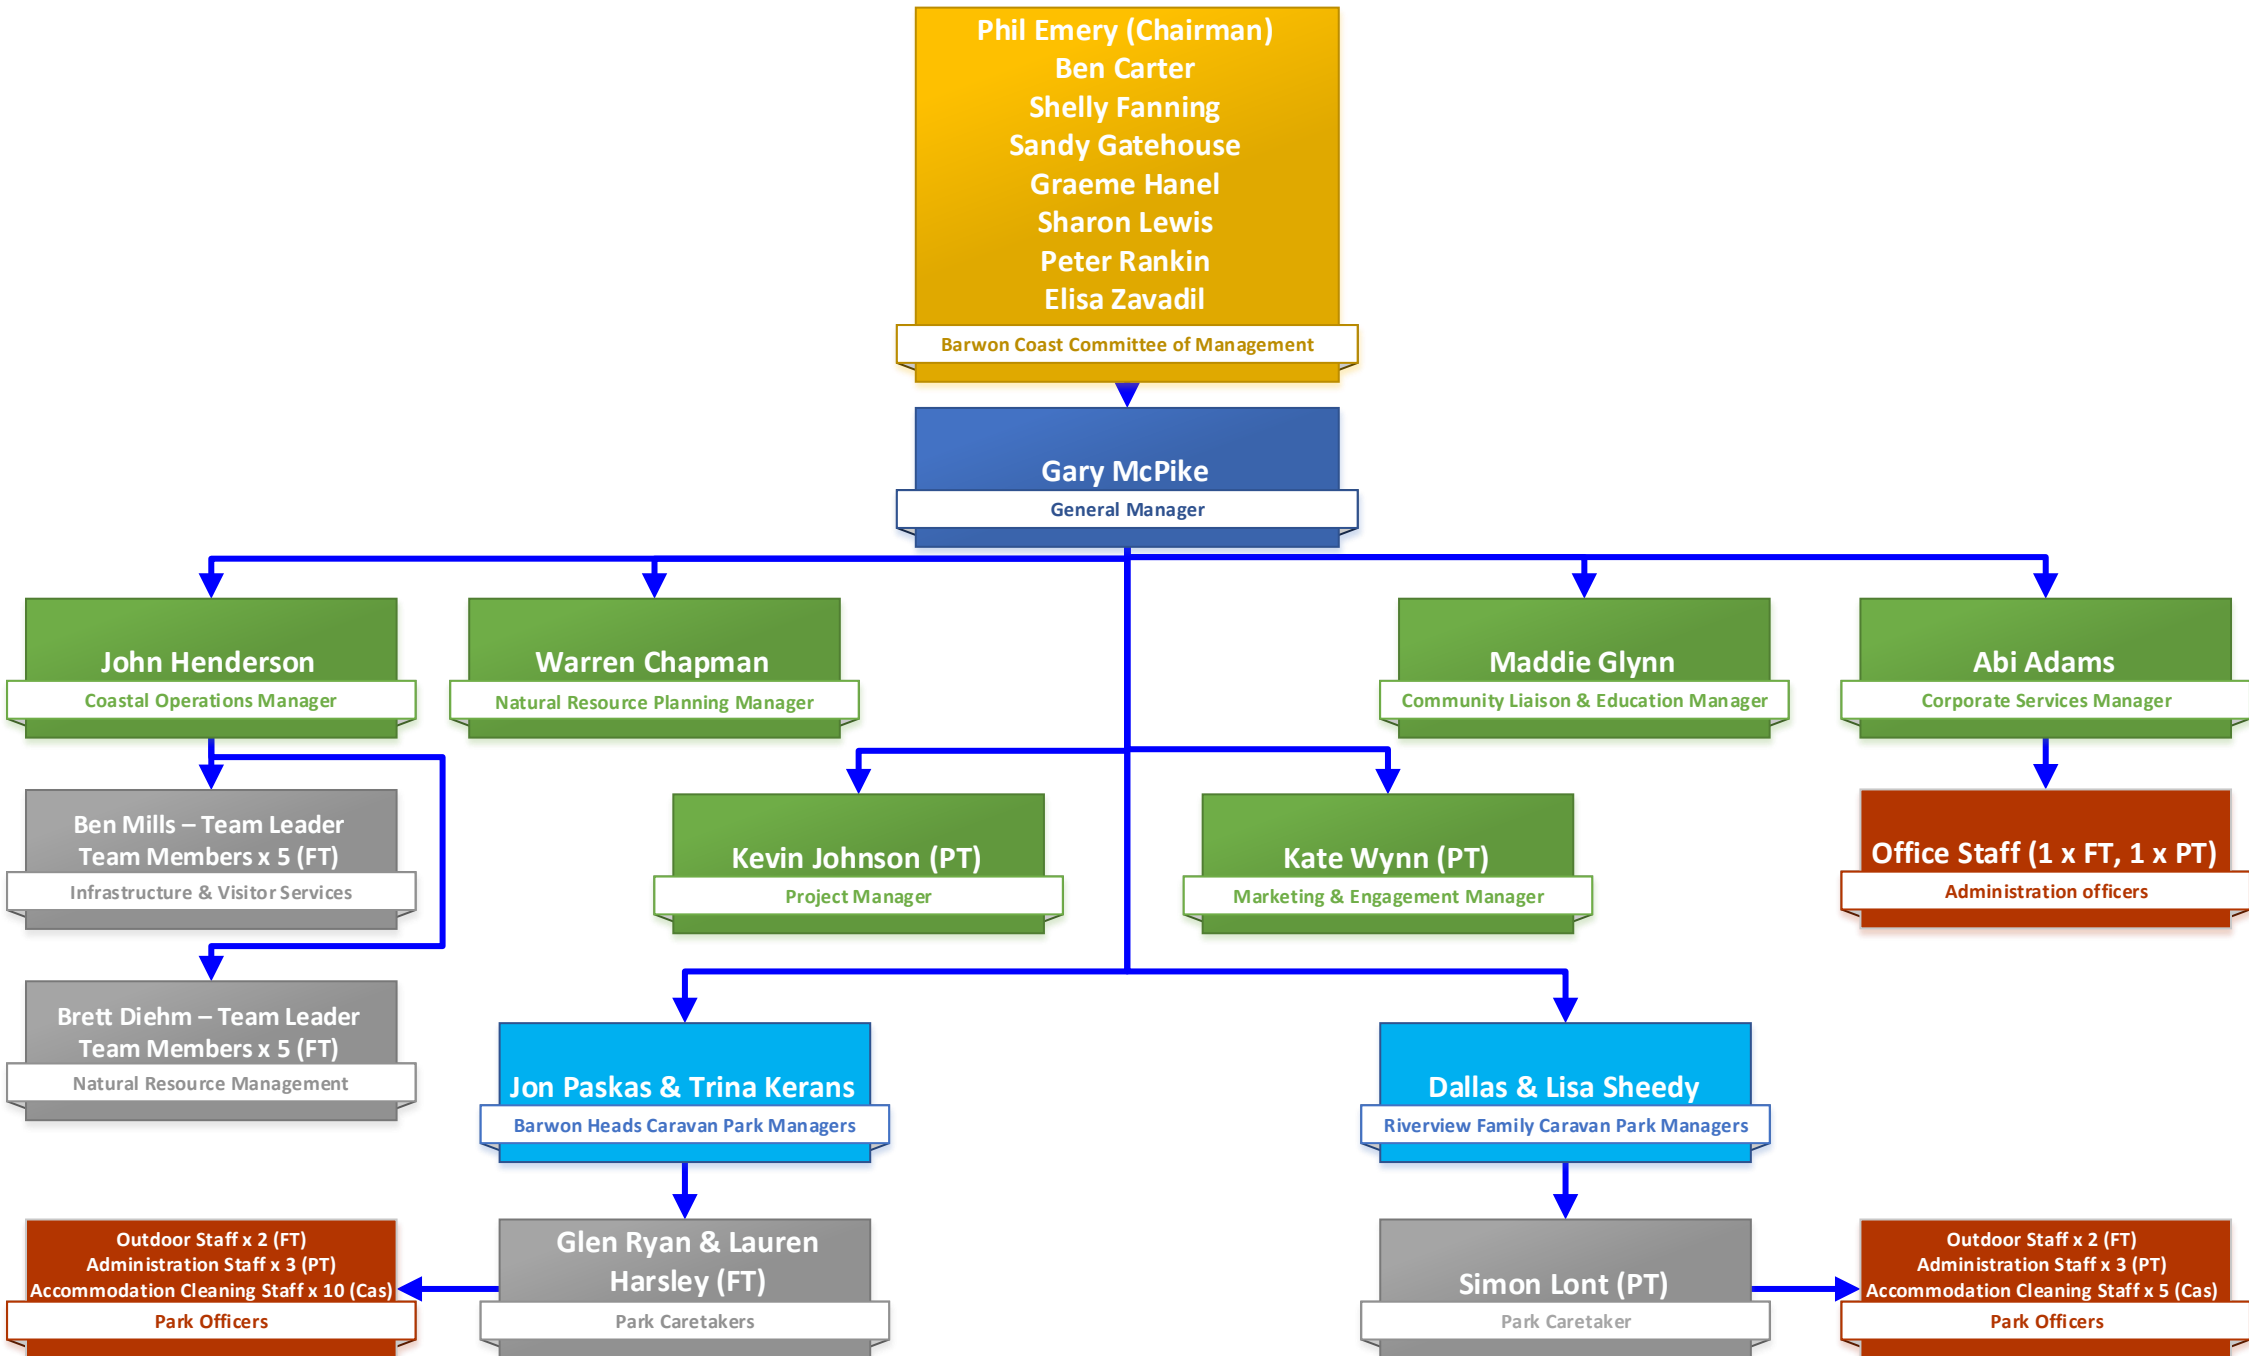 Phil Emery (Chairman)
Ben Carter
Shelly Fanning
Sandy Gatehouse
Graeme Hanel
Sharon Lewis
Peter Rankin
Elisa Zavadil
Barwon Coast Committee of Management
Gary McPike
General Manager
John Henderson
Coastal Operations Manager
Warren Chapman
Natural Resource Planning Manager
Maddie Glynn
Community Liaison & Education Manager
Abi Adams
Corporate Services Manager
Ben Mills – Team Leader
Team Members x 5 (FT)
Infrastructure & Visitor Services
Kevin Johnson (PT)
Project Manager
Kate Wynn (PT)
Marketing & Engagement Manager
Office Staff (1 x FT, 1 x PT)
Administration officers
Brett Diehm – Team Leader
Team Members x 5 (FT)
Natural Resource Management
Jon Paskas & Trina Kerans
Barwon Heads Caravan Park Managers
Dallas & Lisa Sheedy
Riverview Family Caravan Park Managers
Outdoor Staff x 2 (FT)
Administration Staff x 3 (PT)
Accommodation Cleaning Staff x 10 (Cas)
Park Officers
Glen Ryan & Lauren
Harsley (FT)
Park Caretakers
Simon Lont (PT)
Park Caretaker
Outdoor Staff x 2 (FT)
Administration Staff x 3 (PT)
Accommodation Cleaning Staff x 5 (Cas)
Park Officers